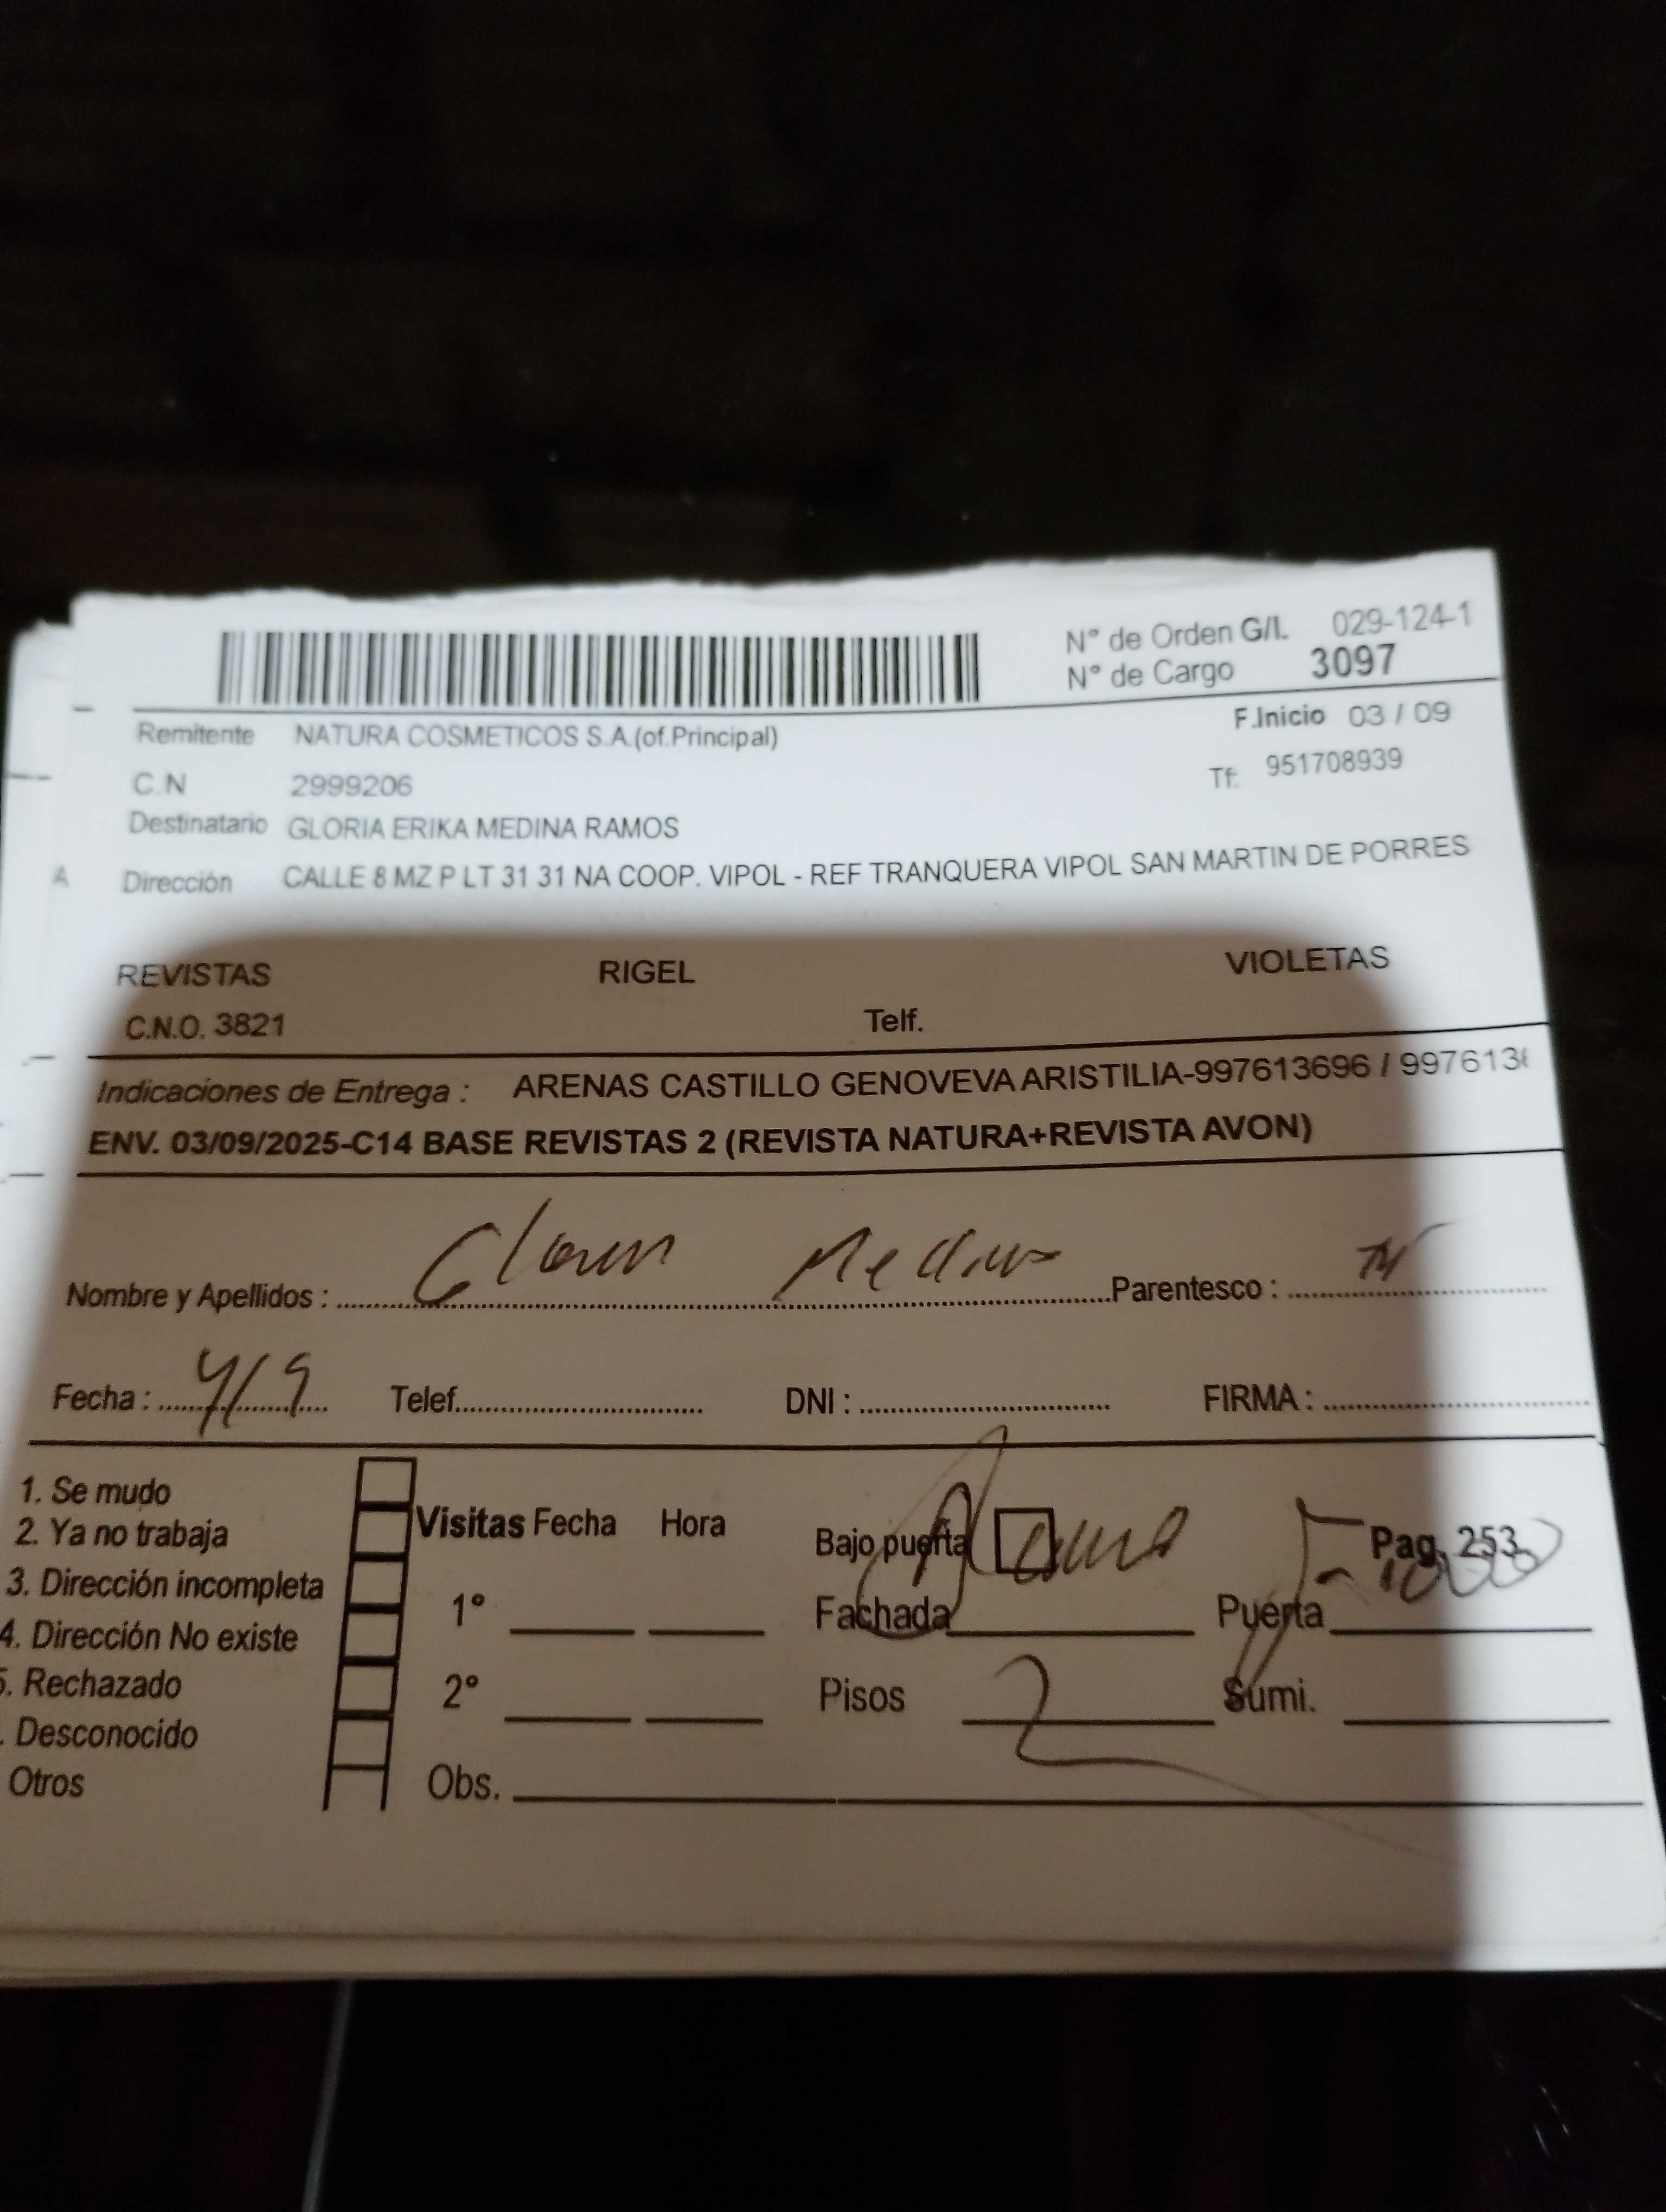 N° de Orden G/I. 029-124-1
N° de Cargo 3097
F.Inicio 03 / 09
Remitente NATURA COSMETICOS S.A.(of.Principal)
Tf: 951708939
C.N 2999206
Destinatario GLORIA ERIKA MEDINA RAMOS
A Dirección CALLE 8 MZ P LT 31 31 NA COOP. VIPOL - REF TRANQUERA VIPOL SAN MARTIN DE PORRES
REVISTAS RIGEL VIOLETAS
C.N.O. 3821 Telf.
Indicaciones de Entrega : ARENAS CASTILLO GENOVEVA ARISTILIA-997613696 / 9976136
ENV. 03/09/2025-C14 BASE REVISTAS 2 (REVISTA NATURA+REVISTA AVON)
Nombre y Apellidos : Medina Parentesco : TT
Fecha : 4/9 Telef. DNI : FIRMA :
1. Se mudo
2. Ya no trabaja Visitas Fecha Hora Bajo puerta Pag. 253
3. Dirección incompleta 1° Fachada Puerta
4. Dirección No existe
5. Rechazado 2° Pisos 2 Sumi.
. Desconocido
Otros Obs.